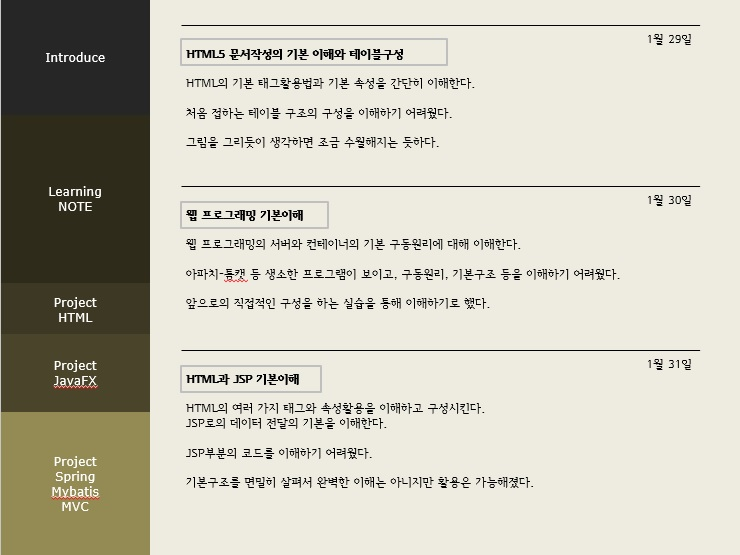 Introduce
Learning
NOTE
Project
HTML
Project
JavaFX
Project
Spring
Mybatis
MVC
1월 29일
HTML5 문서작성의 기본 이해와 테이블구성
HTML의 기본 태그활용법과 기본 속성을 간단히 이해한다.
처음 접하는 테이블 구조의 구성을 이해하기 어려웠다.
그림을 그리듯이 생각하면 조금 수월해지는 듯하다.
1월 30일
웹 프로그래밍 기본이해
웹 프로그래밍의 서버와 컨테이너의 기본 구동원리에 대해 이해한다.
아파치-톰캣 등 생소한 프로그램이 보이고, 구동원리, 기본구조 등을 이해하기 어려웠다.
앞으로의 직접적인 구성을 하는 실습을 통해 이해하기로 했다.
1월 31일
HTML과 JSP 기본이해
HTML의 여러 가지 태그와 속성활용을 이해하고 구성시킨다.
JSP로의 데이터 전달의 기본을 이해한다.
JSP부분의 코드를 이해하기 어려웠다.
기본구조를 면밀히 살펴서 완벽한 이해는 아니지만 활용은 가능해졌다.